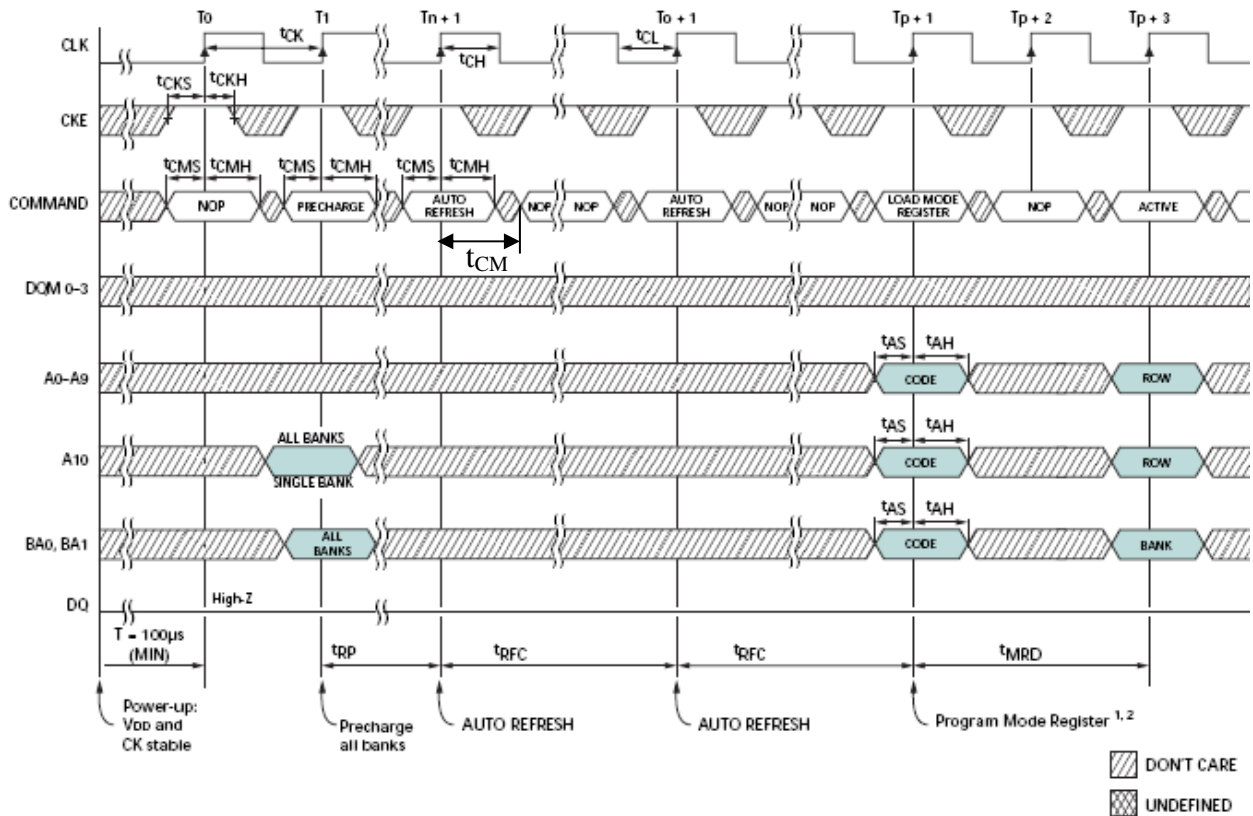 T0 T1 Tn + 1 To + 1 Tp + 1 Tp + 2 Tp + 3
CLK
tCK
tCH
tCL
tCKS tCKH
CKE
tCMS tCMH tCMS tCMH tCMS tCMH
COMMAND
NOP PRECHARGE AUTO REFRESH NOP NOP AUTO REFRESH NOP NOP LOAD MODE REGISTER NOP ACTIVE
tCM
DQM 0-3
tAS tAH
A0-A9
CODE ROW
ALL BANKS
tAS tAH
A10
CODE ROW
SINGLE BANK
tAS tAH
BA0, BA1
ALL BANKS
CODE BANK
High-Z
DQ
T = 100µs
(MIN)
tRP tRFC tRFC tMRD
Power-up:
VDD and
CK stable
Precharge
all banks
AUTO REFRESH
AUTO REFRESH
Program Mode Register 1, 2
DON'T CARE
UNDEFINED